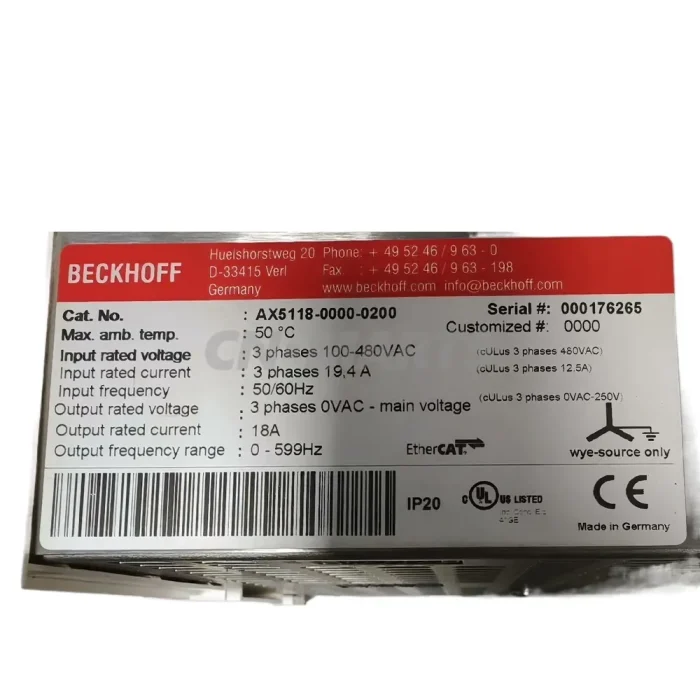 BECKHOFF
Huelshorstweg 20 Phone: + 49 52 46 / 9 63 - 0
D-33415 Verl Fax : + 49 52 46 / 9 63 - 198
Germany www.beckhoff.com info@beckhoff.com
Cat. No. : AX5118-0000-0200 Serial #: 000176265
Max. amb. temp. : 50 °C Customized #: 0000
Input rated voltage : 3 phases 100-480VAC (cULus 3 phases 480VAC)
Input rated current : 3 phases 19,4 A (cULus 3 phases 12.5A)
Input frequency : 50/60Hz
Output rated voltage : 3 phases 0VAC - main voltage (cULus 3 phases 0VAC-250V)
Output rated current : 18A
Output frequency range : 0 - 599Hz
EtherCAT
wye-source only
IP20
C UL US LISTED
CE
Made in Germany